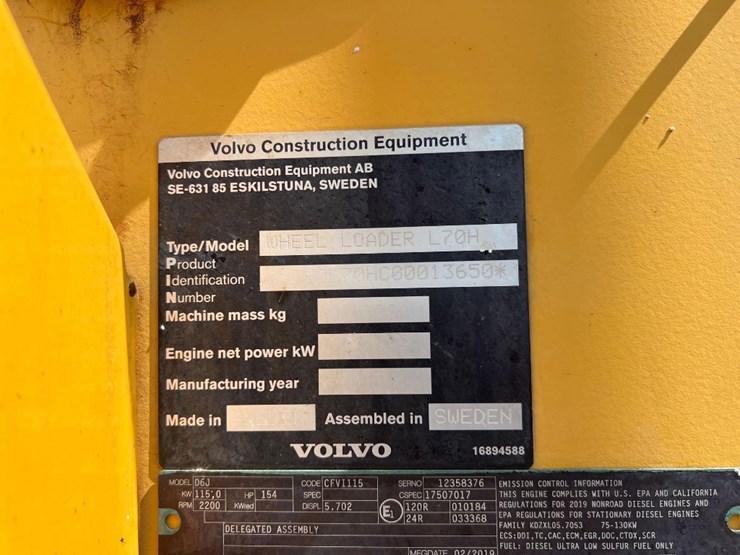 Volvo Construction Equipment
Volvo Construction Equipment AB
SE-631 85 ESKILSTUNA, SWEDEN
Type/Model WHEEL LOADER L70H
Product
Identification 70HC00013650*
Number
Machine mass kg
Engine net power kW
Manufacturing year
Made in Assembled in SWEDEN
VOLVO 16894588
MODEL D6J CODE CFVI115 SERNO 12358376 EMISSION CONTROL INFORMATION
KW 115,0 HP 154 SPEC CSPEC 17507017 THIS ENGINE COMPLIES WITH U.S. EPA AND CALIFORNIA
RPM 2200 KWmed DISPL 5.702 E1 120R 010184 REGULATIONS FOR 2019 NONROAD DIESEL ENGINES AND
24R 033368 EPA REGULATIONS FOR STATIONARY DIESEL ENGINES
DELEGATED ASSEMBLY FAMILY KDZXL05.7053 75-130KW
ECS:DDI,TC,CAC,ECM,EGR,DOC,CTOX,SCR
MFGDATE 02/2019 FUEL: DIESEL ULTRA LOW SULFUR FUEL ONLY